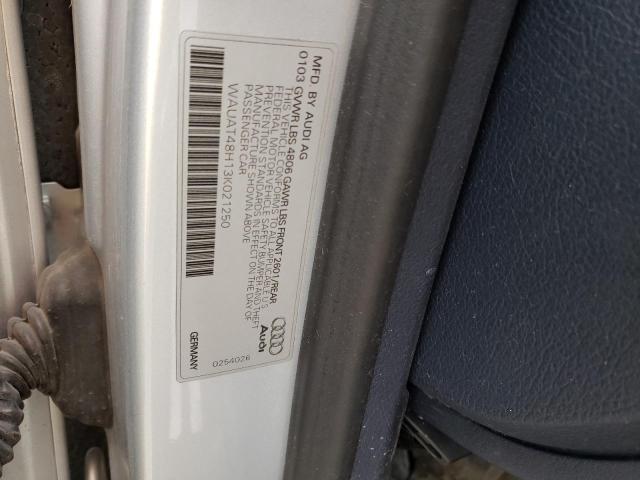 MFD. BY AUDI AG
0103 GVWR LBS 4806 GAWR LBS FRONT 2601/REAR
THIS VEHICLE CONFORMS TO ALL APPLICABLE U S
FEDERAL MOTOR VEHICLE SAFETY BUMPER AND THEFT
PREVENTION STANDARDS IN EFFECT ON THE DAY OF
MANUFACTURE SHOWN ABOVE
PASSENGER CAR
WAUAT48H13K021250
Audi
0254026
GERMANY